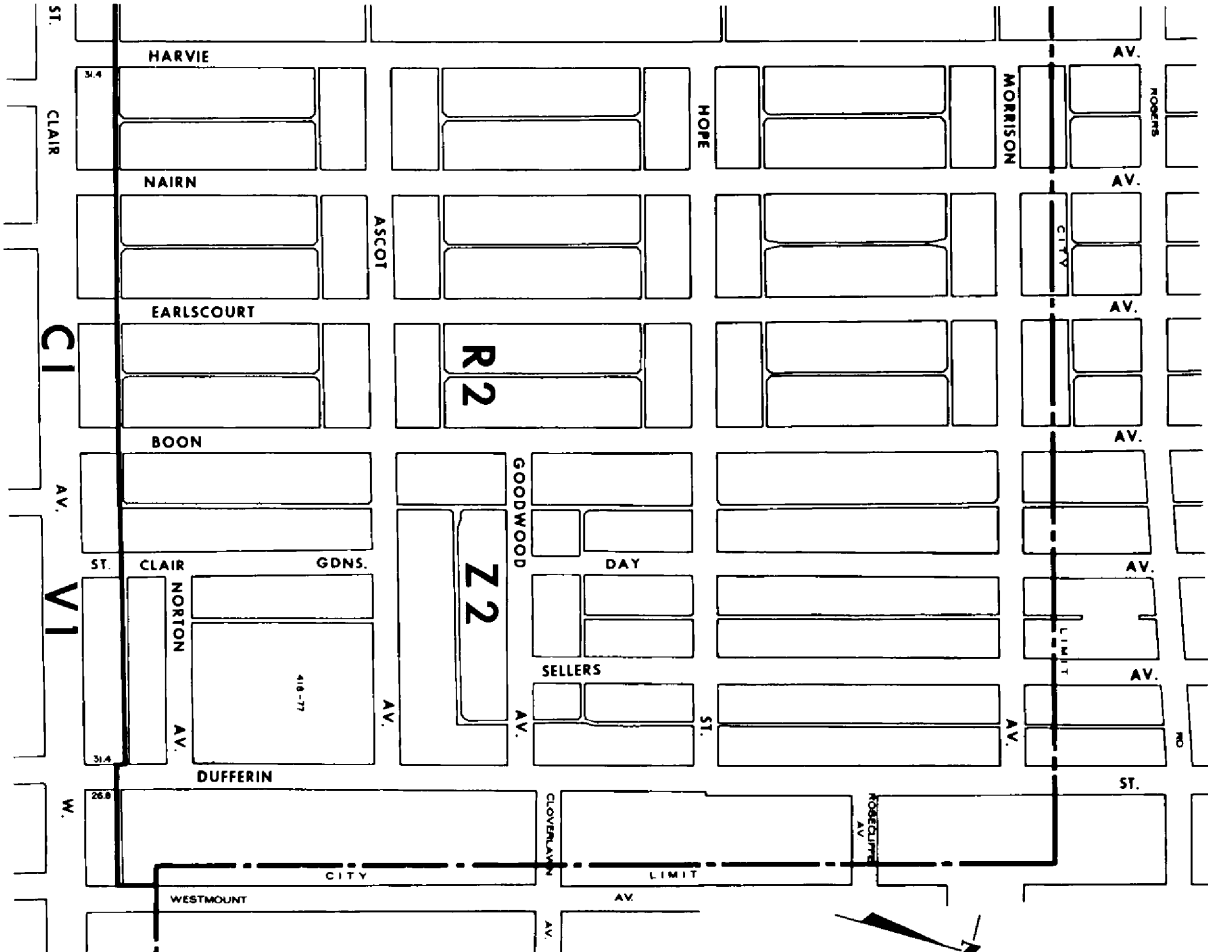 ST.
HARVIE
AV.
31.4
CLAIR
HOPE
MORRISON
ROGERS
NAIRN
AV.
ASCOT
CITY
EARLSCOURT
AV.
C1
R2
BOON
AV.
AV.
GOODWOOD
ST. CLAIR
GDNS.
DAY
AV.
V1
NORTON
Z2
LIMIT
SELLERS
AV.
418-77
AV.
AV.
AV.
ST.
AV.
RD
31.4
DUFFERIN
ST.
26.8
W.
CLOVERLAWN
ROSECLIFFE
AV
CITY
LIMIT
WESTMOUNT
AV.
AV.
N